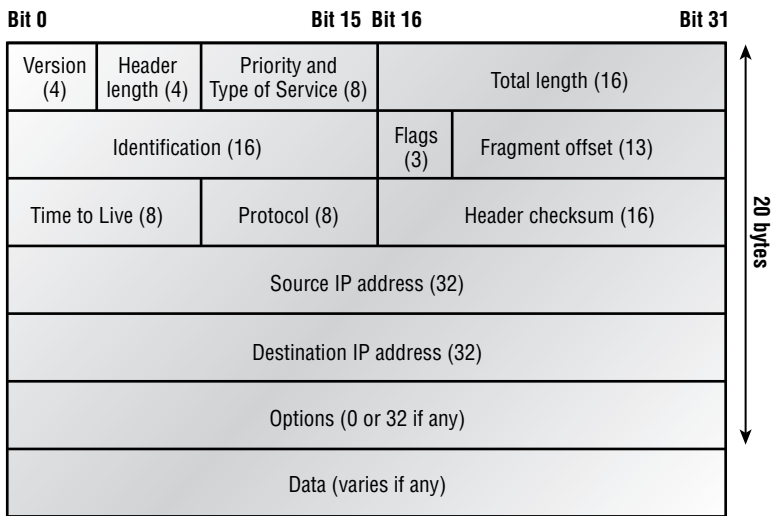 Bit 0 Bit 15 Bit 16 Bit 31
Version
(4)
Header
length (4)
Priority and
Type of Service (8)
Total length (16)
Identification (16)
Flags
(3)
Fragment offset (13)
Time to Live (8)
Protocol (8)
Header checksum (16)
Source IP address (32)
Destination IP address (32)
Options (0 or 32 if any)
Data (varies if any)
20 bytes